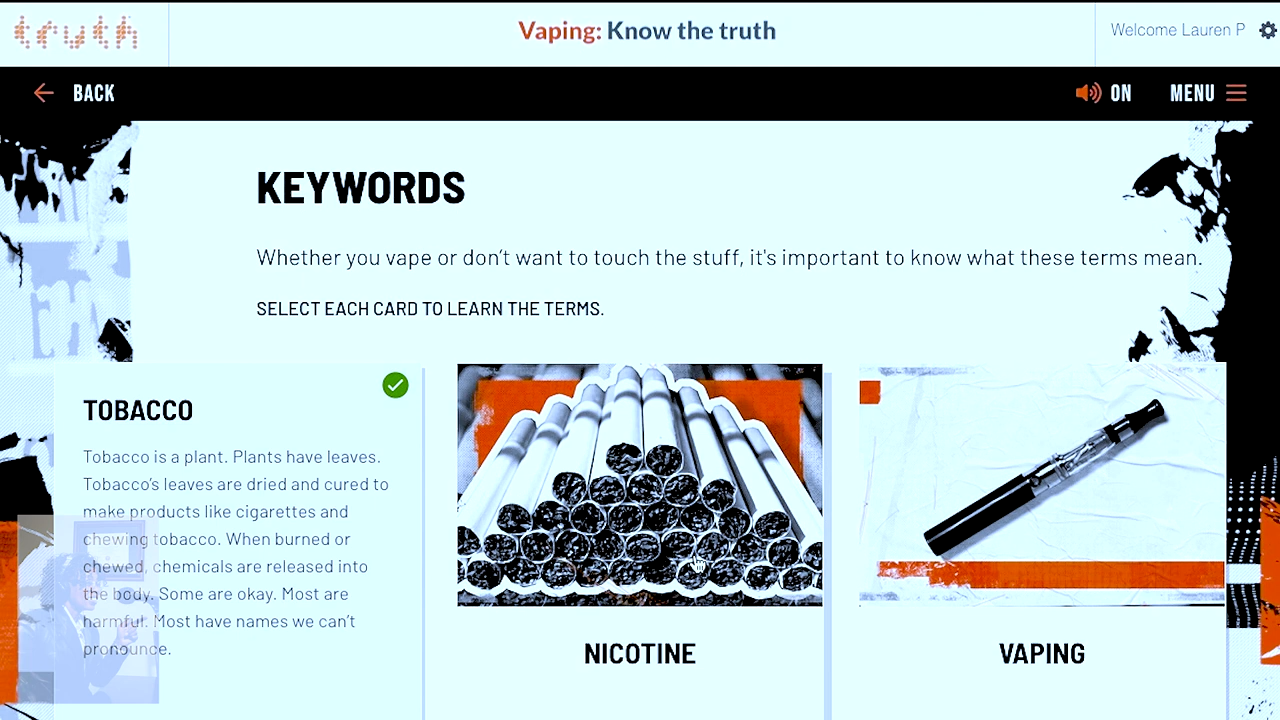 truth
Vaping: Know the truth
Welcome Lauren P
BACK
ON
MENU
KEYWORDS
Whether you vape or don't want to touch the stuff, it's important to know what these terms mean.
SELECT EACH CARD TO LEARN THE TERMS.
TOBACCO
Tobacco is a plant. Plants have leaves.
Tobacco's leaves are dried and cured to
make products like cigarettes and
chewing tobacco. When burned or
chewed, chemicals are released into
the body. Some are okay. Most are
harmful. Most have names we can't
pronounce.
NICOTINE
VAPING